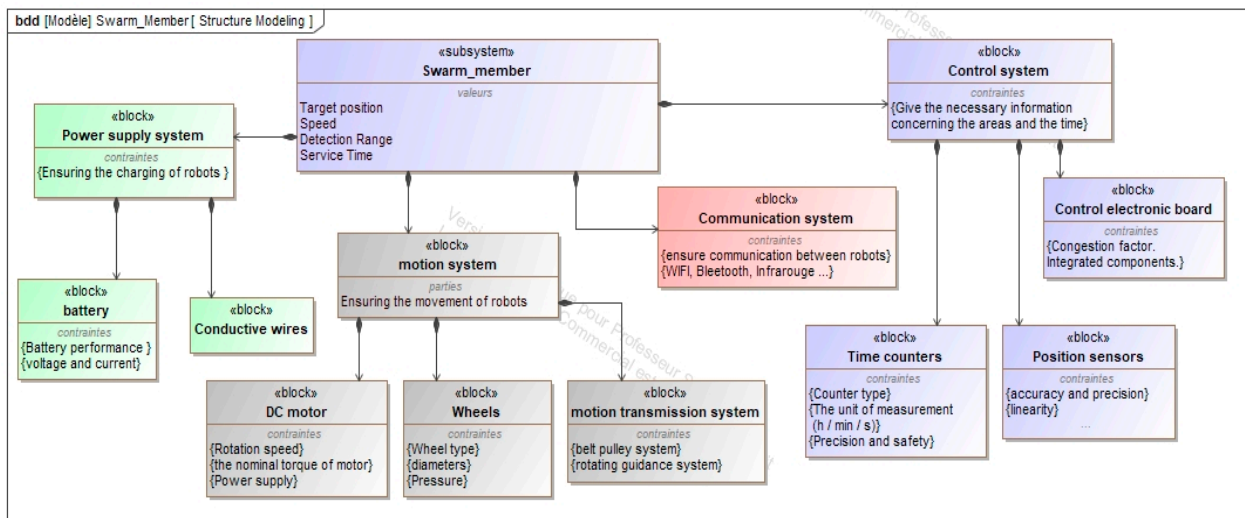 bdd [Modèle] Swarm_Member [ Structure Modeling ]
«subsystem»
Swarm_member
valeurs
Target position
Speed
Detection Range
Service Time
«block»
Control system
contraintes
{Give the necessary information
concerning the areas and the time}
«block»
Power supply system
contraintes
{Ensuring the charging of robots }
«block»
motion system
parties
Ensuring the movement of robots
«block»
Communication system
contraintes
{ensure communication between robots}
{WIFI, Bleetooth, Infrarouge ...}
«block»
Control electronic board
contraintes
{Congestion factor.
Integrated components.}
«block»
battery
contraintes
{Battery performance }
{voltage and current}
«block»
Conductive wires
«block»
DC motor
contraintes
{Rotation speed}
{the nominal torque of motor}
{Power supply}
«block»
Wheels
contraintes
{Wheel type}
{diameters}
{Pressure}
«block»
motion transmission system
contraintes
{belt pulley system}
{rotating guidance system}
«block»
Time counters
contraintes
{Counter type}
{The unit of measurement
(h / min / s)}
{Precision and safety}
«block»
Position sensors
contraintes
{accuracy and precision}
{linearity}
...